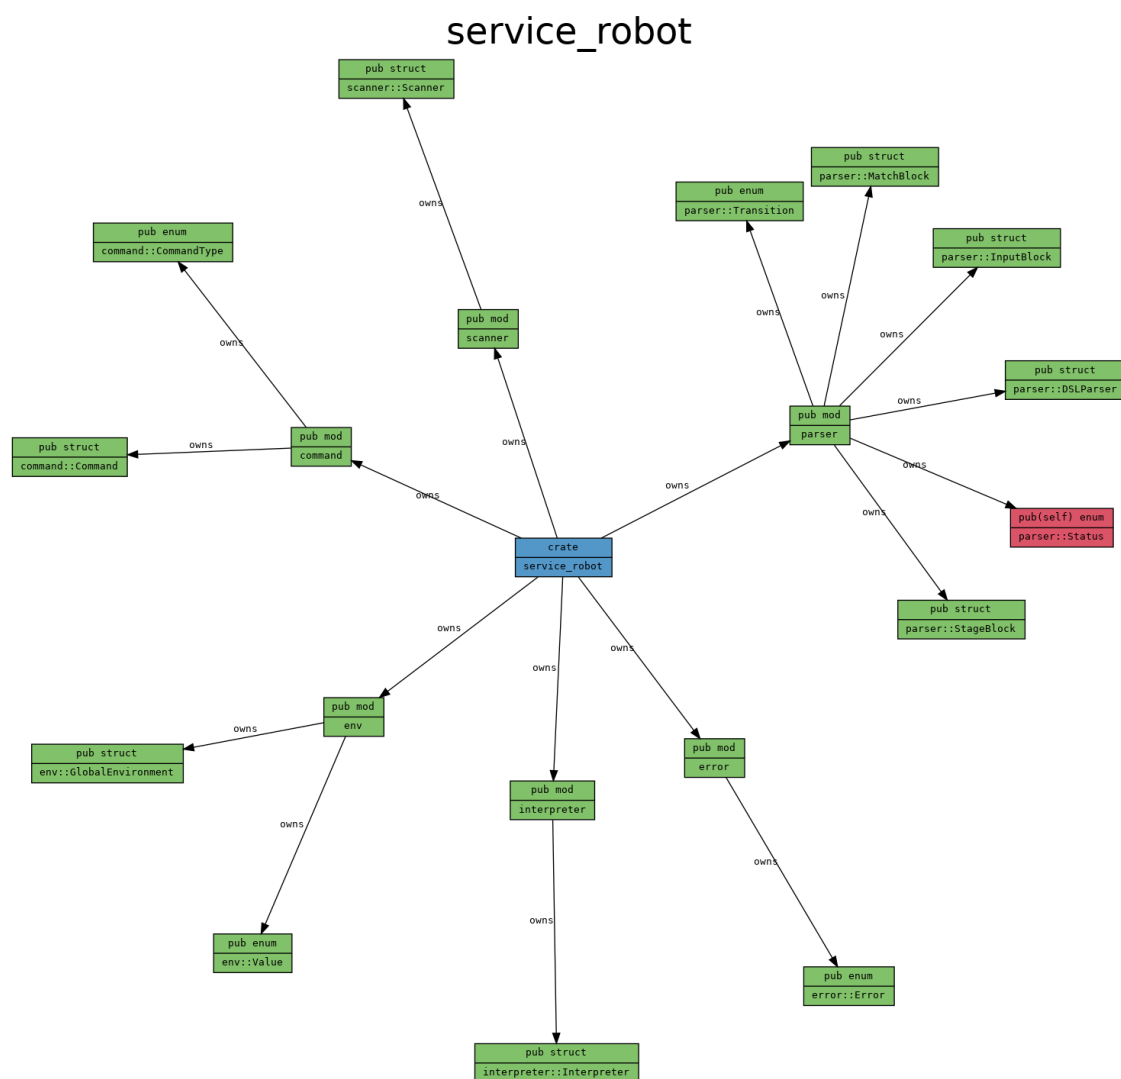 service_robot
pub struct
scanner::Scanner
pub struct
parser::MatchBlock
pub enum
parser::Transition
owns
pub enum
command::CommandType
pub struct
parser::InputBlock
owns
owns
pub mod
scanner
owns
owns
pub struct
parser::DSLParser
owns
pub mod
parser
pub mod
command
owns
pub struct
command::Command
owns
owns
owns
owns
owns
pub(self) enum
parser::Status
crate
service_robot
pub struct
parser::StageBlock
owns
owns
owns
pub mod
env
owns
pub struct
env::GlobalEnvironment
pub mod
error
pub mod
interpreter
owns
owns
owns
pub enum
env::Value
pub enum
error::Error
pub struct
interpreter::Interpreter